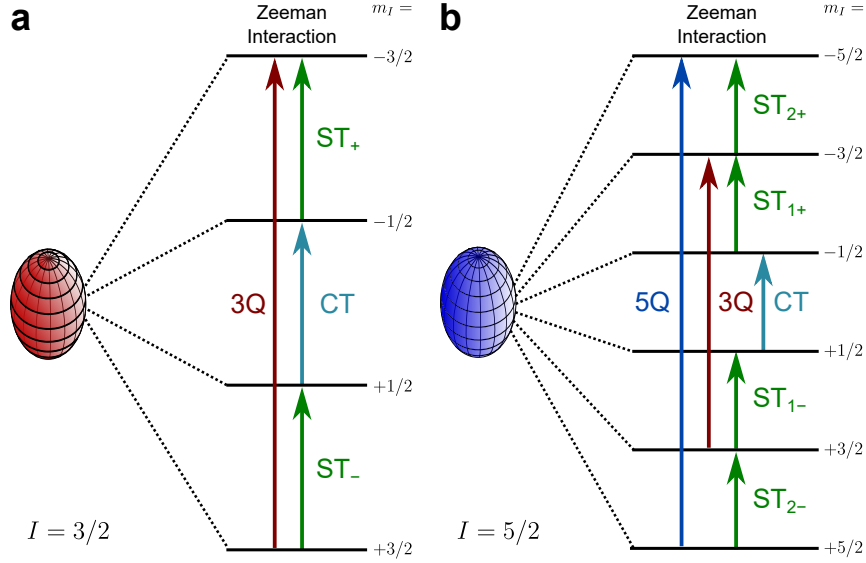 a
Zeeman
Interaction
m_I =
−3/2
ST₊
−1/2
3Q
CT
+1/2
ST₋
I = 3/2
+3/2
b
Zeeman
Interaction
m_I =
−5/2
ST₂₊
−3/2
ST₁₊
−1/2
5Q
3Q
CT
+1/2
ST₁₋
+3/2
ST₂₋
I = 5/2
+5/2